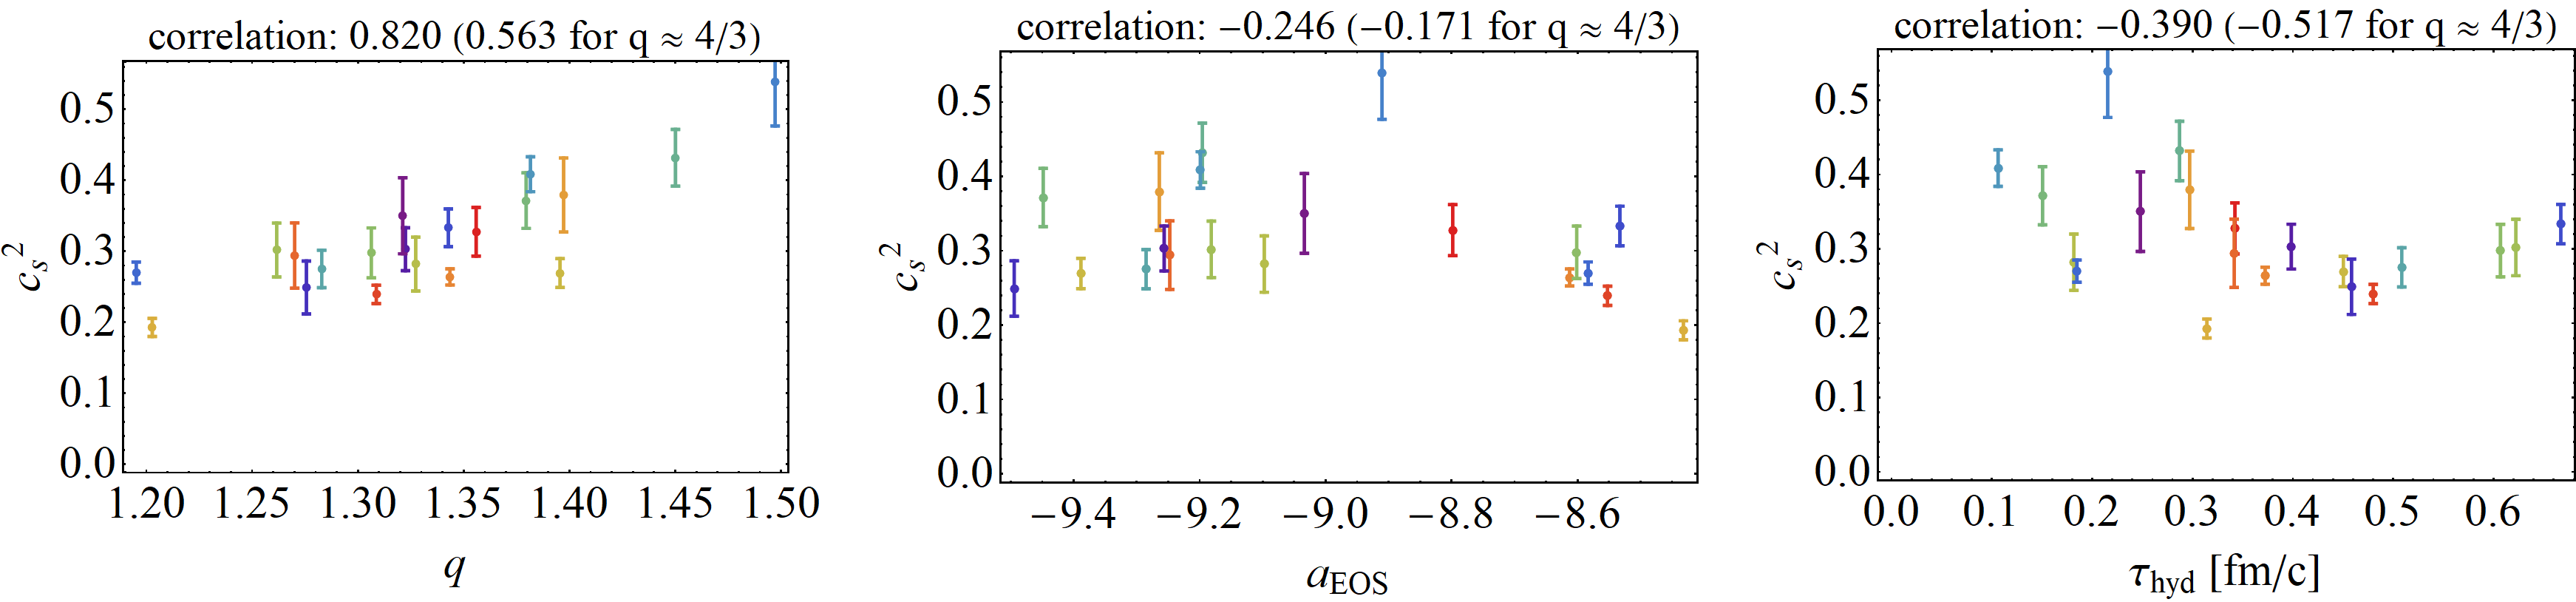 correlation: 0.820 (0.563 for q ≈ 4/3)
c_s^2
0.5
0.4
0.3
0.2
0.1
0.0
1.20 1.25 1.30 1.35 1.40 1.45 1.50
q
correlation: −0.246 (−0.171 for q ≈ 4/3)
c_s^2
0.5
0.4
0.3
0.2
0.1
0.0
−9.4 −9.2 −9.0 −8.8 −8.6
a_EOS
correlation: −0.390 (−0.517 for q ≈ 4/3)
c_s^2
0.5
0.4
0.3
0.2
0.1
0.0
0.0 0.1 0.2 0.3 0.4 0.5 0.6
τ_hyd [fm/c]